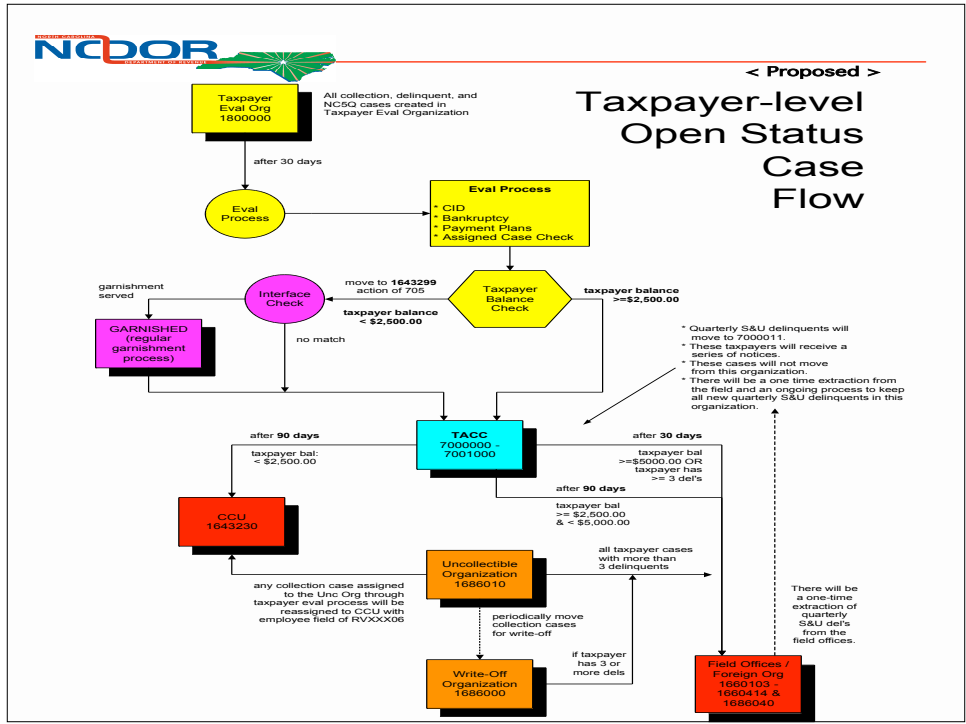 NORTH CAROLINA
NCDOR
DEPARTMENT OF REVENUE
< Proposed >
Taxpayer-level
Open Status
Case
Flow
Taxpayer
Eval Org
1800000
All collection, delinquent, and
NC5Q cases created in
Taxpayer Eval Organization
after 30 days
Eval
Process
Eval Process
* CID
* Bankruptcy
* Payment Plans
* Assigned Case Check
Taxpayer
Balance
Check
move to 1643299
action of 705
taxpayer balance
< $2,500.00
taxpayer balance
>=$2,500.00
Interface
Check
garnishment
served
no match
GARNISHED
(regular
garnishment
process)
* Quarterly S&U delinquents will
move to 7000011.
* These taxpayers will receive a
series of notices.
* These cases will not move
from this organization.
* There will be a one time extraction from
the field and an ongoing process to keep
all new quarterly S&U delinquents in this
organization.
TACC
7000000 -
7001000
after 90 days
taxpayer bal:
< $2,500.00
after 30 days
taxpayer bal
>=$5000.00 OR
taxpayer has
>= 3 del's
after 90 days
taxpayer bal
>= $2,500.00
& < $5,000.00
CCU
1643230
Uncollectible
Organization
1686010
all taxpayer cases
with more than
3 delinquents
any collection case assigned
to the Unc Org through
taxpayer eval process will be
reassigned to CCU with
employee field of RVXXX06
periodically move
collection cases
for write-off
There will be
a one-time
extraction of
quarterly
S&U del's
from the
field offices.
if taxpayer
has 3 or
more dels
Write-Off
Organization
1686000
Field Offices /
Foreign Org
1660103 -
1660414 &
1686040